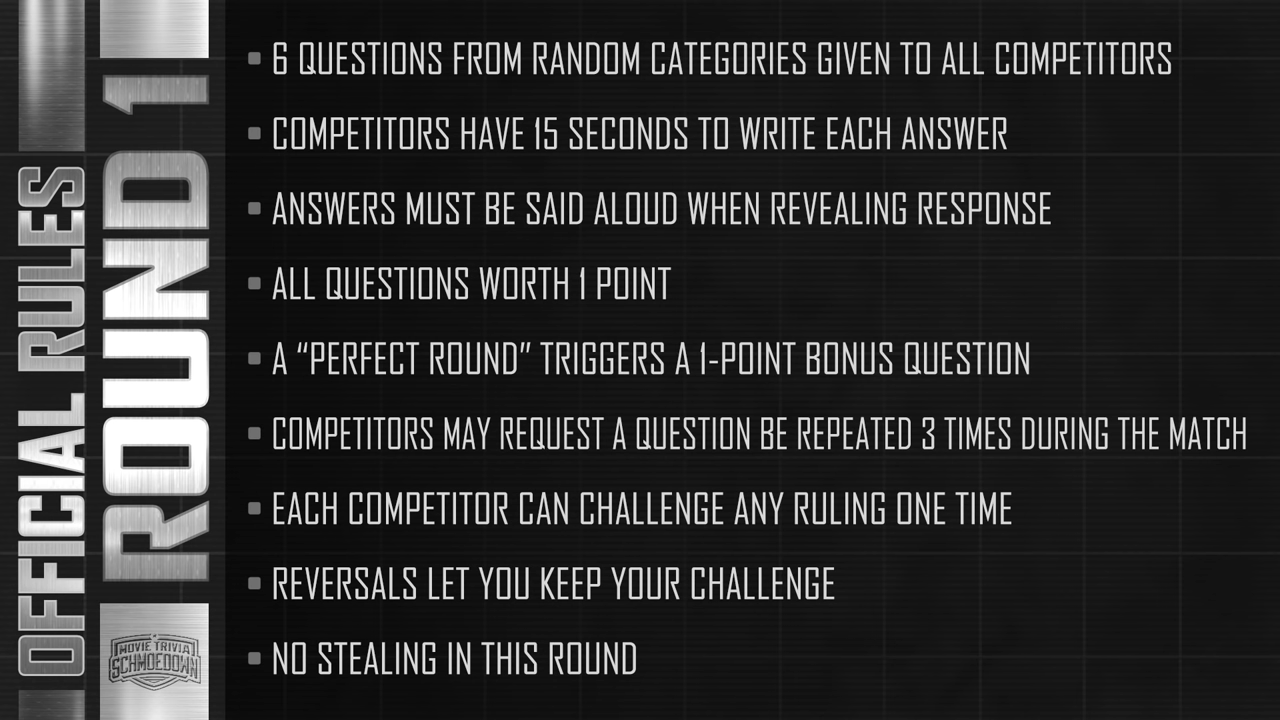 OFFICIAL RULES
ROUND 1
MOVIE TRIVIA
SCHMOEDOWN
6 QUESTIONS FROM RANDOM CATEGORIES GIVEN TO ALL COMPETITORS
COMPETITORS HAVE 15 SECONDS TO WRITE EACH ANSWER
ANSWERS MUST BE SAID ALOUD WHEN REVEALING RESPONSE
ALL QUESTIONS WORTH 1 POINT
A “PERFECT ROUND” TRIGGERS A 1-POINT BONUS QUESTION
COMPETITORS MAY REQUEST A QUESTION BE REPEATED 3 TIMES DURING THE MATCH
EACH COMPETITOR CAN CHALLENGE ANY RULING ONE TIME
REVERSALS LET YOU KEEP YOUR CHALLENGE
NO STEALING IN THIS ROUND